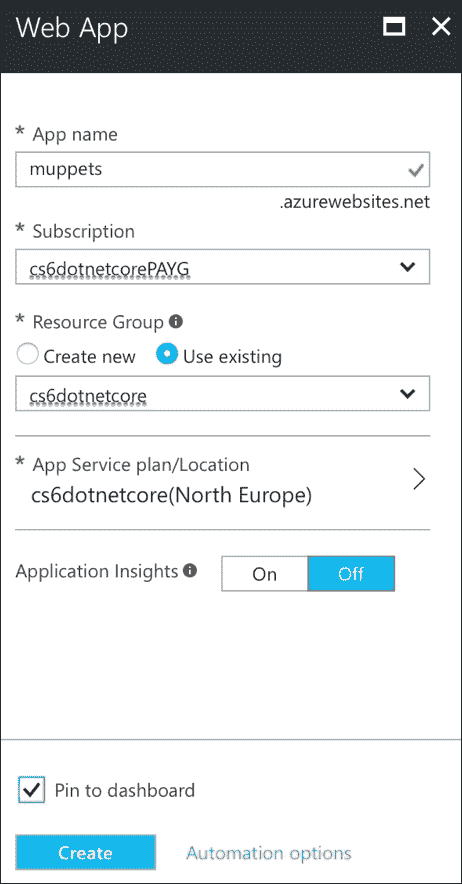 Web App
* App name
muppets
.azurewebsites.net
* Subscription
cs6dotnetcorePAYG
* Resource Group
Create new Use existing
cs6dotnetcore
* App Service plan/Location
cs6dotnetcore(North Europe)
Application Insights On Off
Pin to dashboard
Create Automation options